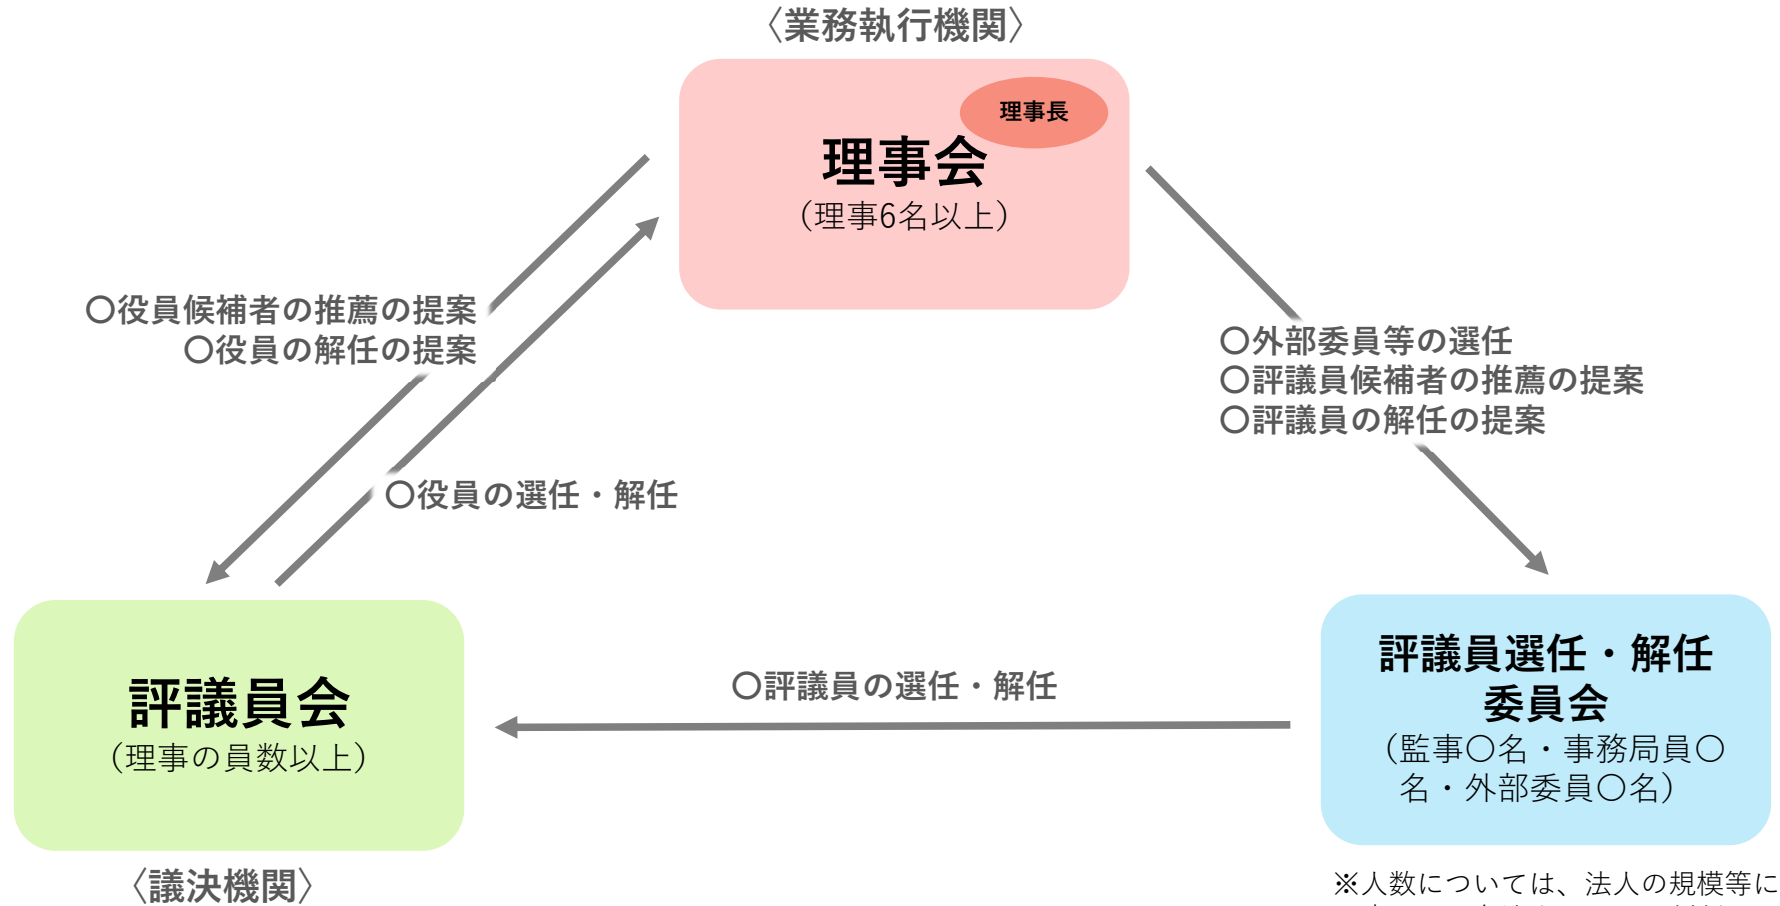 〈業務執行機関〉
理事長
理事会
（理事6名以上）
〇役員候補者の推薦の提案
〇役員の解任の提案
〇外部委員等の選任
〇評議員候補者の推薦の提案
〇評議員の解任の提案
〇役員の選任・解任
評議員会
（理事の員数以上）
〇評議員の選任・解任
評議員選任・解任
委員会
（監事〇名・事務局員〇
名・外部委員〇名）
〈議決機関〉
※人数については、法人の規模等に